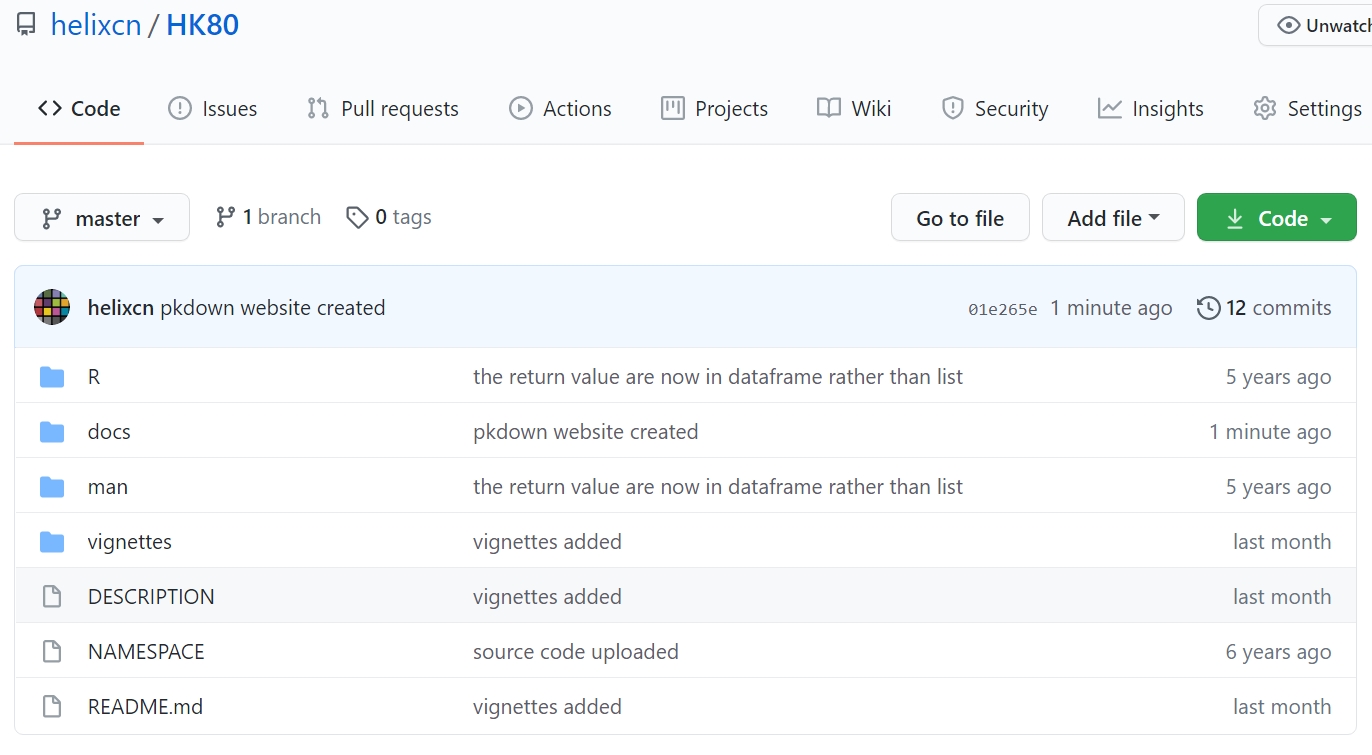 helixcn / HK80
Unwatch
Code Issues Pull requests Actions Projects Wiki Security Insights Settings
master 1 branch 0 tags Go to file Add file Code
helixcn pkdown website created 01e265e 1 minute ago 12 commits
R the return value are now in dataframe rather than list 5 years ago
docs pkdown website created 1 minute ago
man the return value are now in dataframe rather than list 5 years ago
vignettes vignettes added last month
DESCRIPTION vignettes added last month
NAMESPACE source code uploaded 6 years ago
README.md vignettes added last month